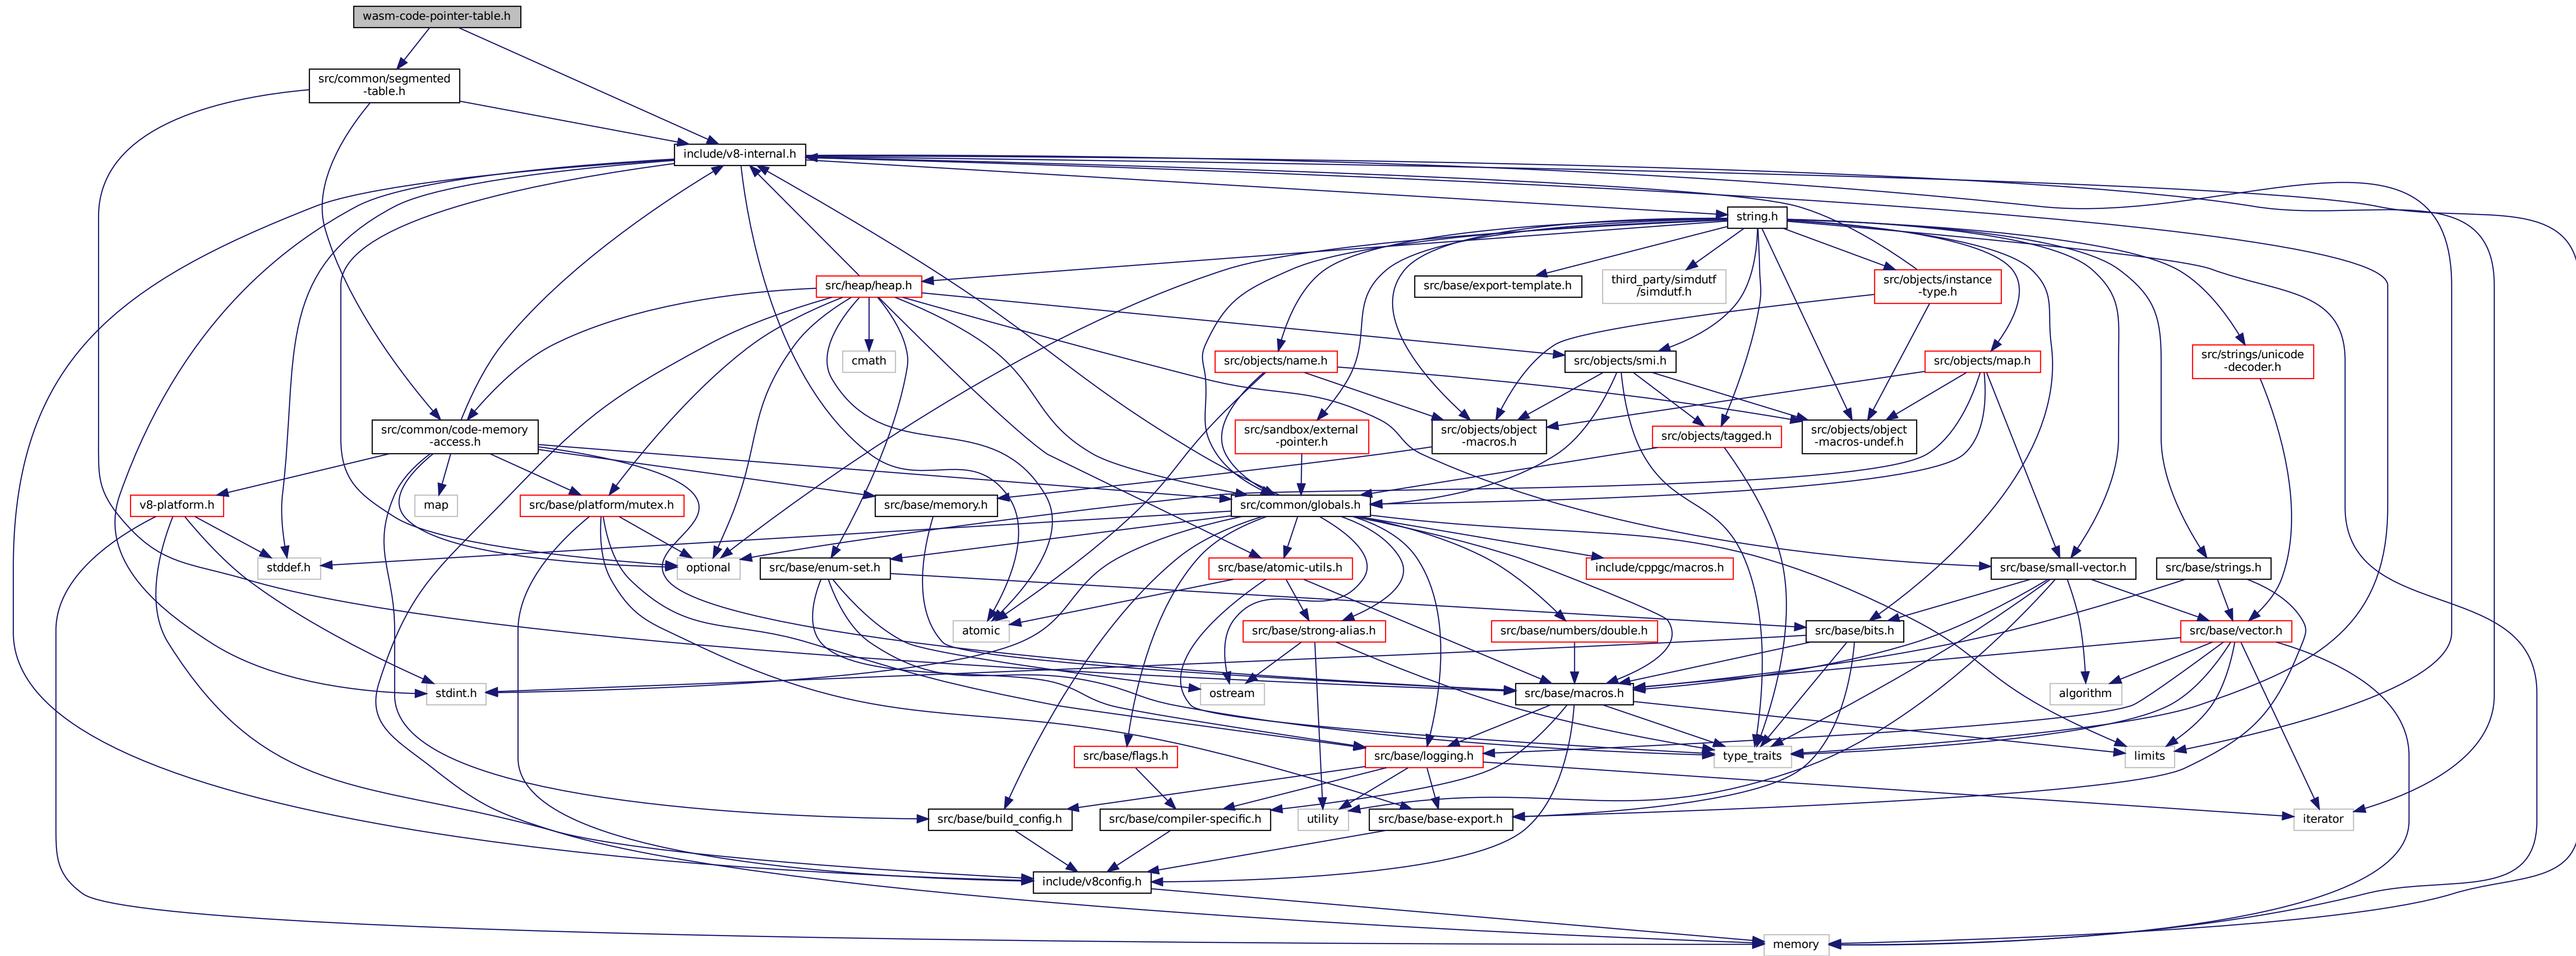 wasm-code-pointer-table.h
src/common/segmented
-table.h
include/v8-internal.h
string.h
src/heap/heap.h
src/base/export-template.h
third_party/simdutf
/simdutf.h
src/objects/instance
-type.h
cmath
src/objects/name.h
src/objects/smi.h
src/objects/map.h
src/strings/unicode
-decoder.h
src/common/code-memory
-access.h
src/sandbox/external
-pointer.h
src/objects/object
-macros.h
src/objects/tagged.h
src/objects/object
-macros-undef.h
v8-platform.h
map
src/base/platform/mutex.h
src/base/memory.h
src/common/globals.h
stddef.h
optional
src/base/enum-set.h
src/base/atomic-utils.h
include/cppgc/macros.h
src/base/small-vector.h
src/base/strings.h
atomic
src/base/strong-alias.h
src/base/numbers/double.h
src/base/bits.h
src/base/vector.h
stdint.h
ostream
src/base/macros.h
algorithm
src/base/flags.h
src/base/logging.h
type_traits
limits
src/base/build_config.h
src/base/compiler-specific.h
utility
src/base/base-export.h
iterator
include/v8config.h
memory